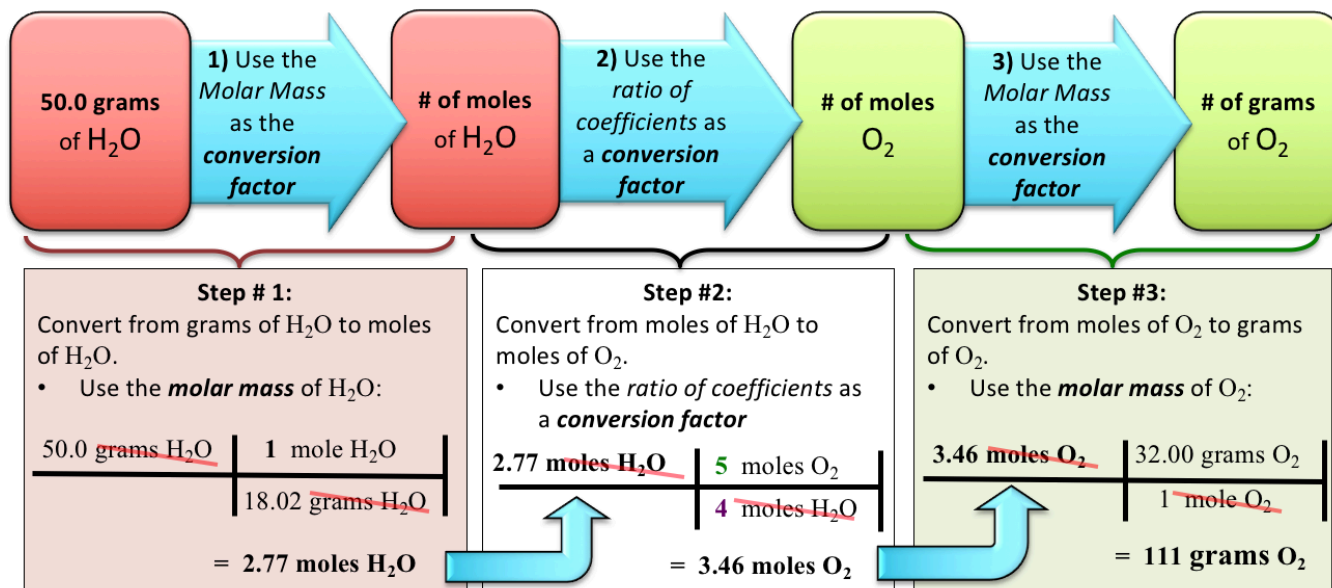 50.0 grams
of H₂O
1) Use the
Molar Mass
as the
conversion
factor
# of moles
of H₂O
2) Use the
ratio of
coefficients as
a conversion
factor
# of moles
O₂
3) Use the
Molar Mass
as the
conversion
factor
# of grams
of O₂
Step # 1:
Convert from grams of H₂O to moles
of H₂O.
• Use the molar mass of H₂O:
50.0 grams H₂O 1 mole H₂O
18.02 grams H₂O
= 2.77 moles H₂O
Step #2:
Convert from moles of H₂O to
moles of O₂.
• Use the ratio of coefficients as
a conversion factor
2.77 moles H₂O 5 moles O₂
4 moles H₂O
= 3.46 moles O₂
Step #3:
Convert from moles of O₂ to grams
of O₂.
• Use the molar mass of O₂:
3.46 moles O₂ 32.00 grams O₂
1 mole O₂
= 111 grams O₂